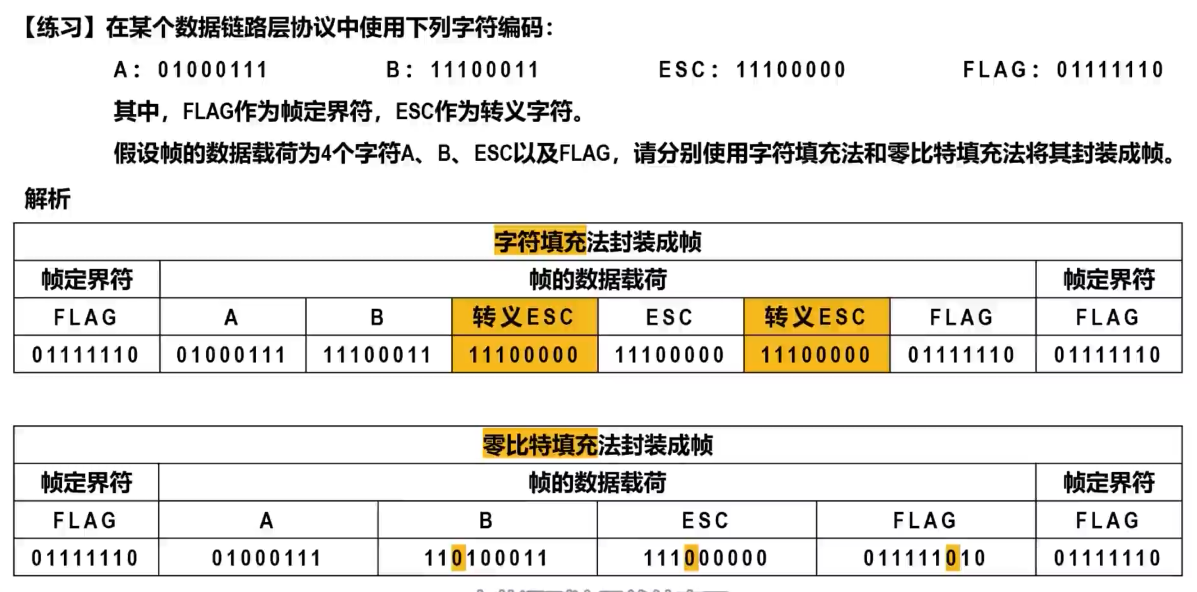 【练习】在某个数据链路层协议中使用下列字符编码：
A：01000111 B：11100011 ESC：11100000 FLAG：01111110
其中，FLAG作为帧定界符，ESC作为转义字符。
假设帧的数据载荷为4个字符A、B、ESC以及FLAG，请分别使用字符填充法和零比特填充法将其封装成帧。
解析
字符填充法封装成帧
帧定界符 帧的数据载荷 帧定界符
FLAG A B 转义ESC ESC 转义ESC FLAG FLAG
01111110 01000111 11100011 11100000 11100000 11100000 01111110 01111110
零比特填充法封装成帧
帧定界符 帧的数据载荷 帧定界符
FLAG A B ESC FLAG FLAG
01111110 01000111 110100011 111000000 011111010 01111110